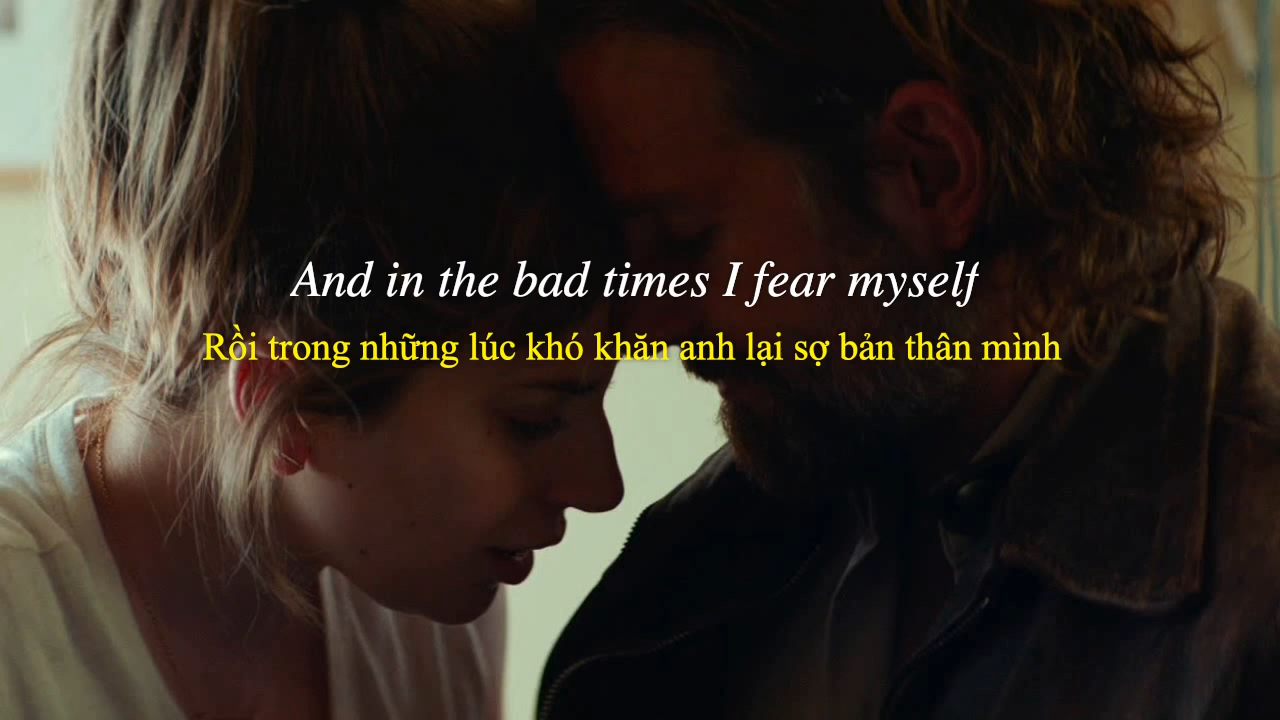 And in the bad times I fear myself
Rồi trong những lúc khó khăn anh lại sợ bản thân mình